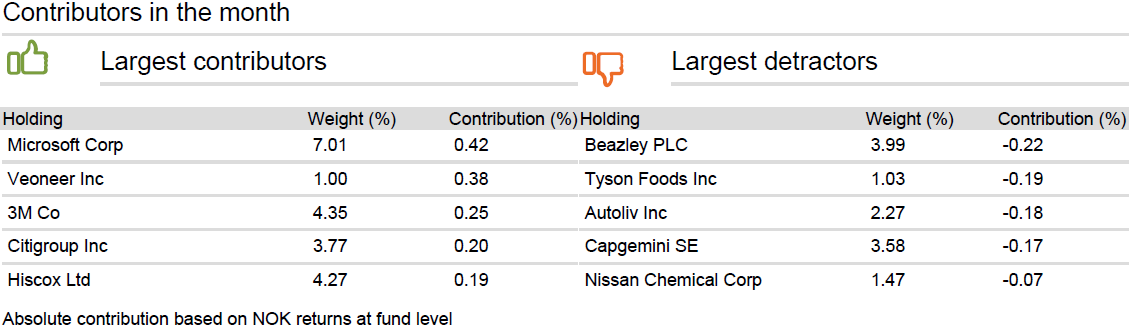 Contributors in the month
Largest contributors Largest detractors
Holding Weight (%) Contribution (%) Holding Weight (%) Contribution (%)
Microsoft Corp 7.01 0.42 Beazley PLC 3.99 -0.22
Veoneer Inc 1.00 0.38 Tyson Foods Inc 1.03 -0.19
3M Co 4.35 0.25 Autoliv Inc 2.27 -0.18
Citigroup Inc 3.77 0.20 Capgemini SE 3.58 -0.17
Hiscox Ltd 4.27 0.19 Nissan Chemical Corp 1.47 -0.07
Absolute contribution based on NOK returns at fund level